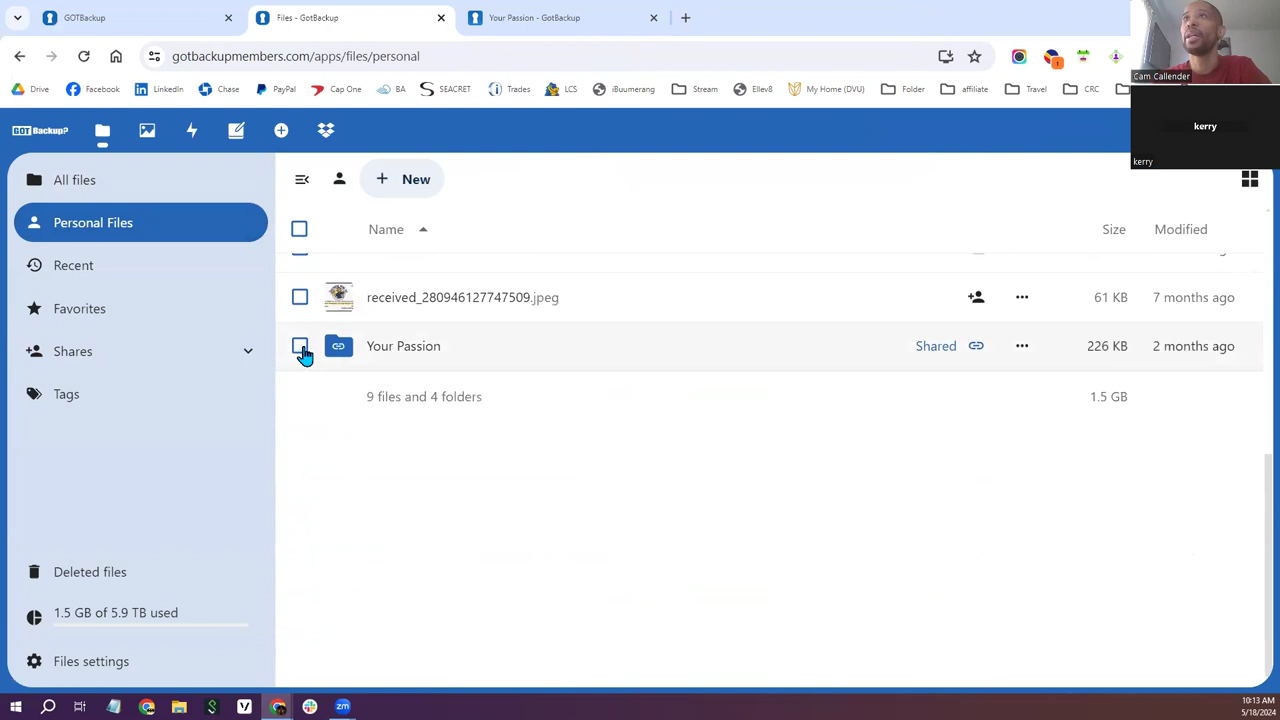 GOTBackup
Files - GotBackup
Your Passion - GotBackup
gotbackupmembers.com/apps/files/personal
1
Drive
Facebook
LinkedIn
Chase
PayPal
Cap One
BA
SEACRET
Trades
LCS
iBuumerang
Stream
Ellev8
My Home (DVU)
Folder
affiliate
Travel
CRC
Cam Callender
kerry
kerry
GOTBackup?
All files
Personal Files
Recent
Favorites
Shares
Tags
Deleted files
1.5 GB of 5.9 TB used
Files settings
+ New
Name Size Modified
received_280946127747509.jpeg 61 KB 7 months ago
Your Passion Shared 226 KB 2 months ago
9 files and 4 folders 1.5 GB
10:13 AM
5/18/2024